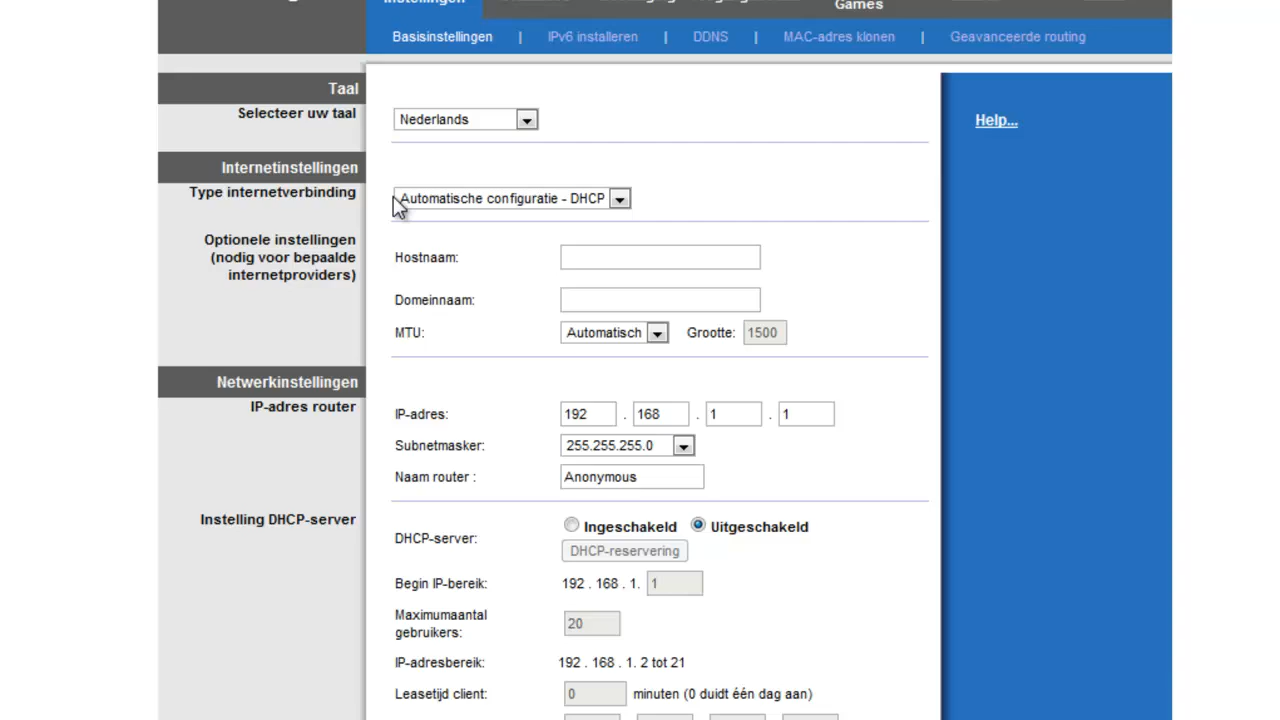 Instellingen
Games
Basisinstellingen | IPv6 installeren | DDNS | MAC-adres klonen | Geavanceerde routing
Taal
Selecteer uw taal
Nederlands
Help...
Internetinstellingen
Type internetverbinding
Automatische configuratie - DHCP
Optionele instellingen
(nodig voor bepaalde
internetproviders)
Hostnaam:
Domeinnaam:
MTU: Automatisch Grootte: 1500
Netwerkinstellingen
IP-adres router
IP-adres: 192 . 168 . 1 . 1
Subnetmasker: 255.255.255.0
Naam router : Anonymous
Instelling DHCP-server
DHCP-server: Ingeschakeld Uitgeschakeld
DHCP-reservering
Begin IP-bereik: 192 . 168 . 1. 1
Maximumaantal
gebruikers: 20
IP-adresbereik: 192 . 168 . 1. 2 tot 21
Leasetijd client: 0 minuten (0 duidt één dag aan)